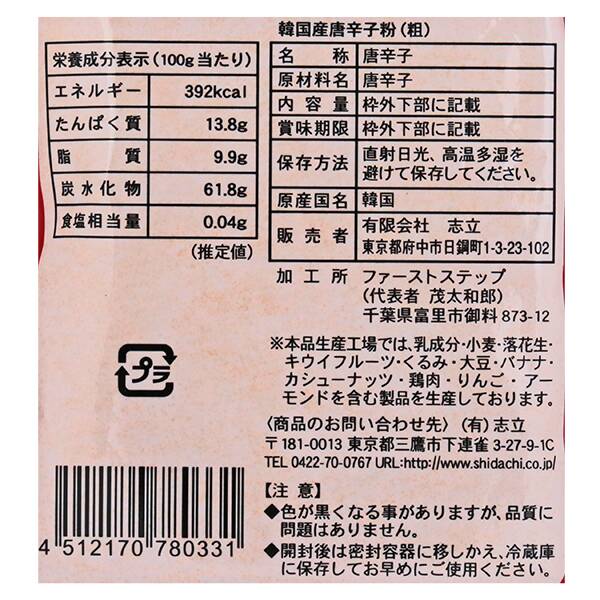 栄養成分表示（100g当たり）
エネルギー 392kcal
たんぱく質 13.8g
脂質 9.9g
炭水化物 61.8g
食塩相当量 0.04g
（推定値）
プラ
4 512170 780331
韓国産唐辛子粉（粗）
名称 唐辛子
原材料名 唐辛子
内容量 枠外下部に記載
賞味期限 枠外下部に記載
保存方法 直射日光、高温多湿を
避けて保存してください。
原産国名 韓国
販売者 有限会社 志立
東京都府中市日鋼町1-3-23-102
加工所 ファーストステップ
（代表者 茂太和郎）
千葉県富里市御料 873-12
※本品生産工場では、乳成分・小麦・落花生・
キウイフルーツ・くるみ・大豆・バナナ・
カシューナッツ・鶏肉・りんご・アー
モンドを含む製品を生産しております。
〈商品のお問い合わせ先〉（有）志立
〒181-0013 東京都三鷹市下連雀 3-27-9-1C
TEL 0422-70-0767 URL:http://www.shidachi.co.jp/
【注意】
◆色が黒くなる事がありますが、品質に
問題はありません。
◆開封後は密封容器に移しかえ、冷蔵庫
に保存してお早めにご使用ください。